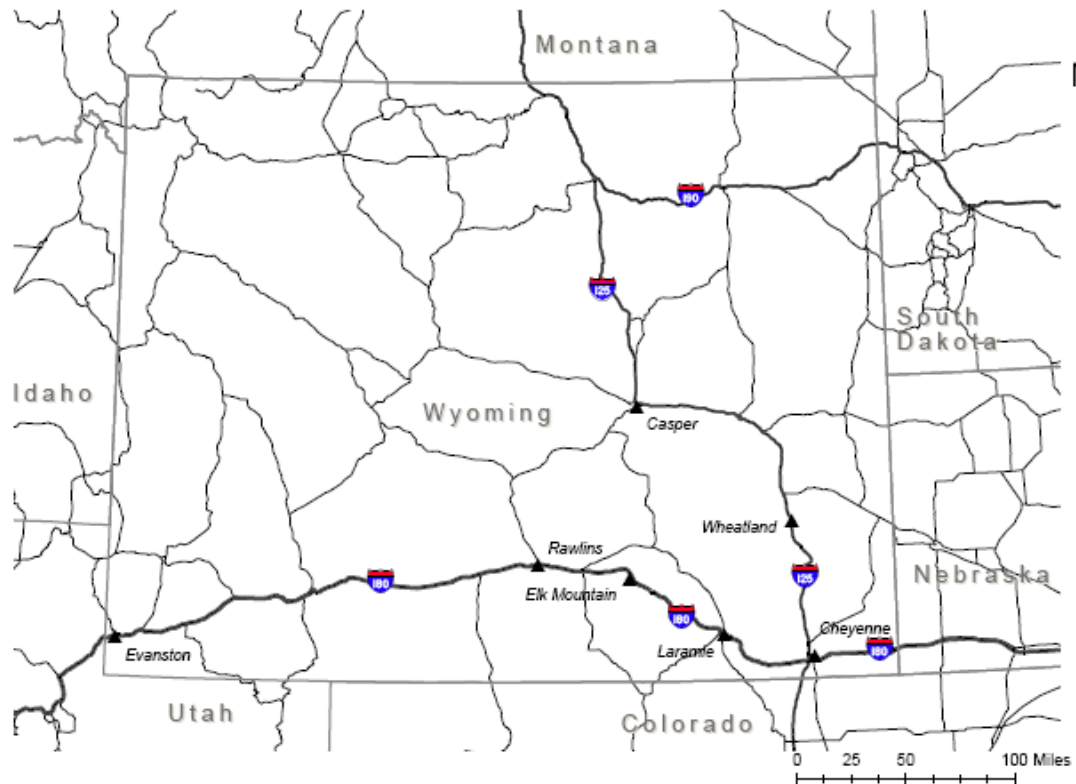 Montana
I90
I25
South
Dakota
Idaho
Wyoming
Casper
Wheatland
Rawlins
I80
Elk Mountain
I25
Nebraska
I80
Cheyenne
Laramie
I80
Evanston
Utah
Colorado
0 25 50 100 Miles